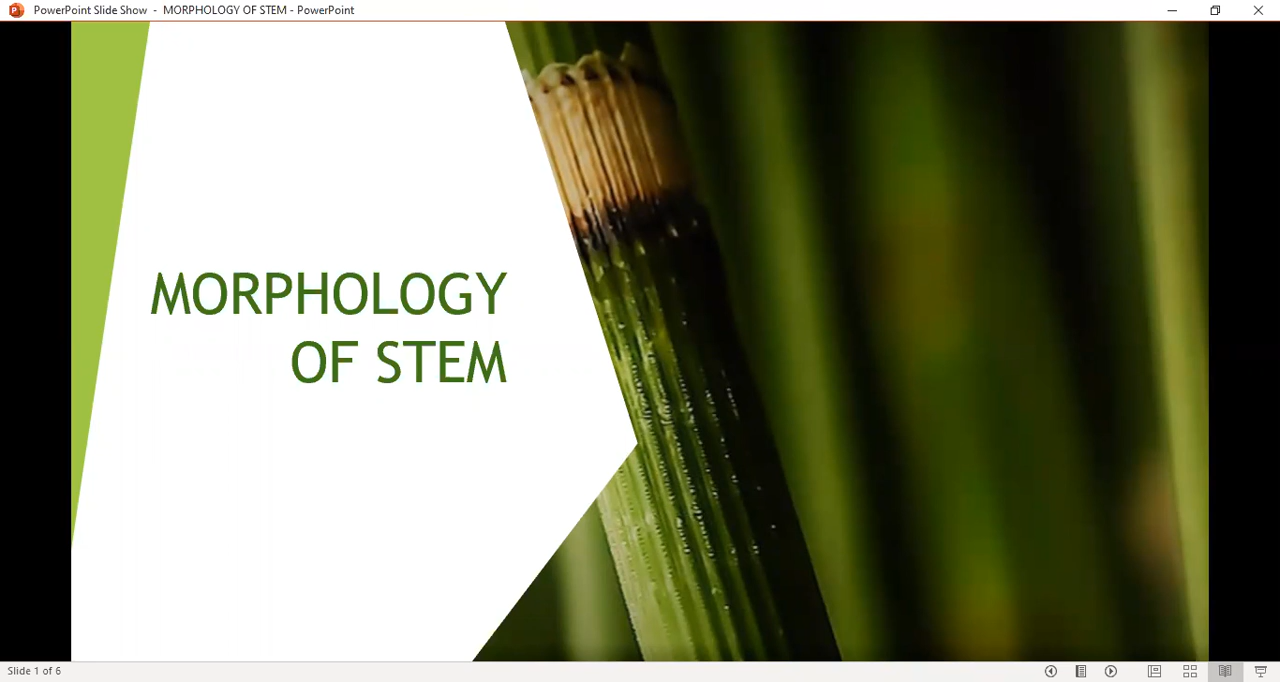 PowerPoint Slide Show - MORPHOLOGY OF STEM - PowerPoint
MORPHOLOGY
OF STEM
Slide 1 of 6